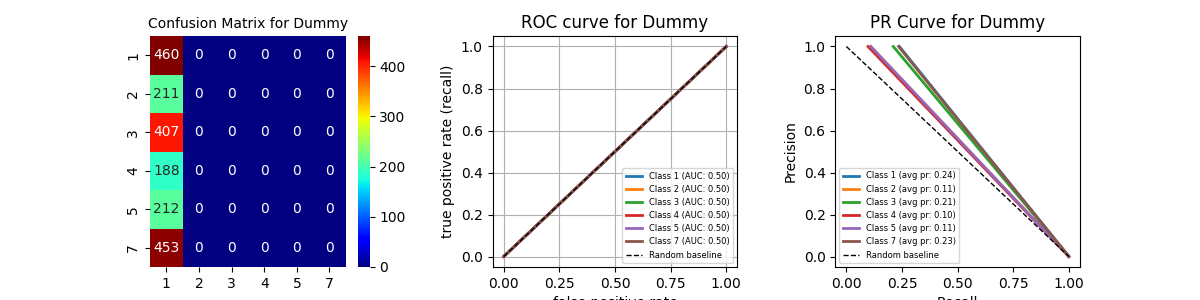 Confusion Matrix for Dummy
1 460 0 0 0 0 0
2 211 0 0 0 0 0
3 407 0 0 0 0 0
4 188 0 0 0 0 0
5 212 0 0 0 0 0
7 453 0 0 0 0 0
1 2 3 4 5 7
400
300
200
100
0
ROC curve for Dummy
true positive rate (recall)
1.0
0.8
0.6
0.4
0.2
0.0
Class 1 (AUC: 0.50)
Class 2 (AUC: 0.50)
Class 3 (AUC: 0.50)
Class 4 (AUC: 0.50)
Class 5 (AUC: 0.50)
Class 7 (AUC: 0.50)
Random baseline
0.00 0.25 0.50 0.75 1.00
false positive rate
PR Curve for Dummy
Precision
1.0
0.8
0.6
0.4
0.2
0.0
Class 1 (avg pr: 0.24)
Class 2 (avg pr: 0.11)
Class 3 (avg pr: 0.21)
Class 4 (avg pr: 0.10)
Class 5 (avg pr: 0.11)
Class 7 (avg pr: 0.23)
Random baseline
0.00 0.25 0.50 0.75 1.00
Recall